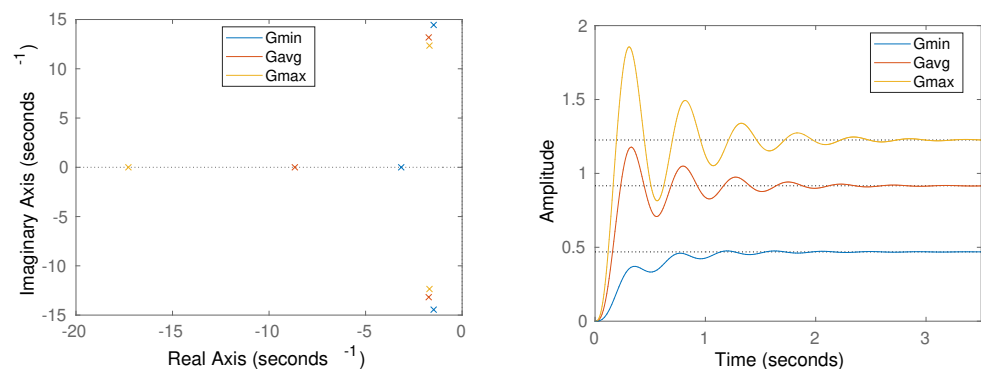 15
10
5
0
-5
-10
-15
-20
-15
-10
-5
0
Real Axis (seconds -1)
Imaginary Axis (seconds -1)
Gmin
Gavg
Gmax
2
1.5
1
0.5
0
0
1
2
3
Time (seconds)
Amplitude
Gmin
Gavg
Gmax